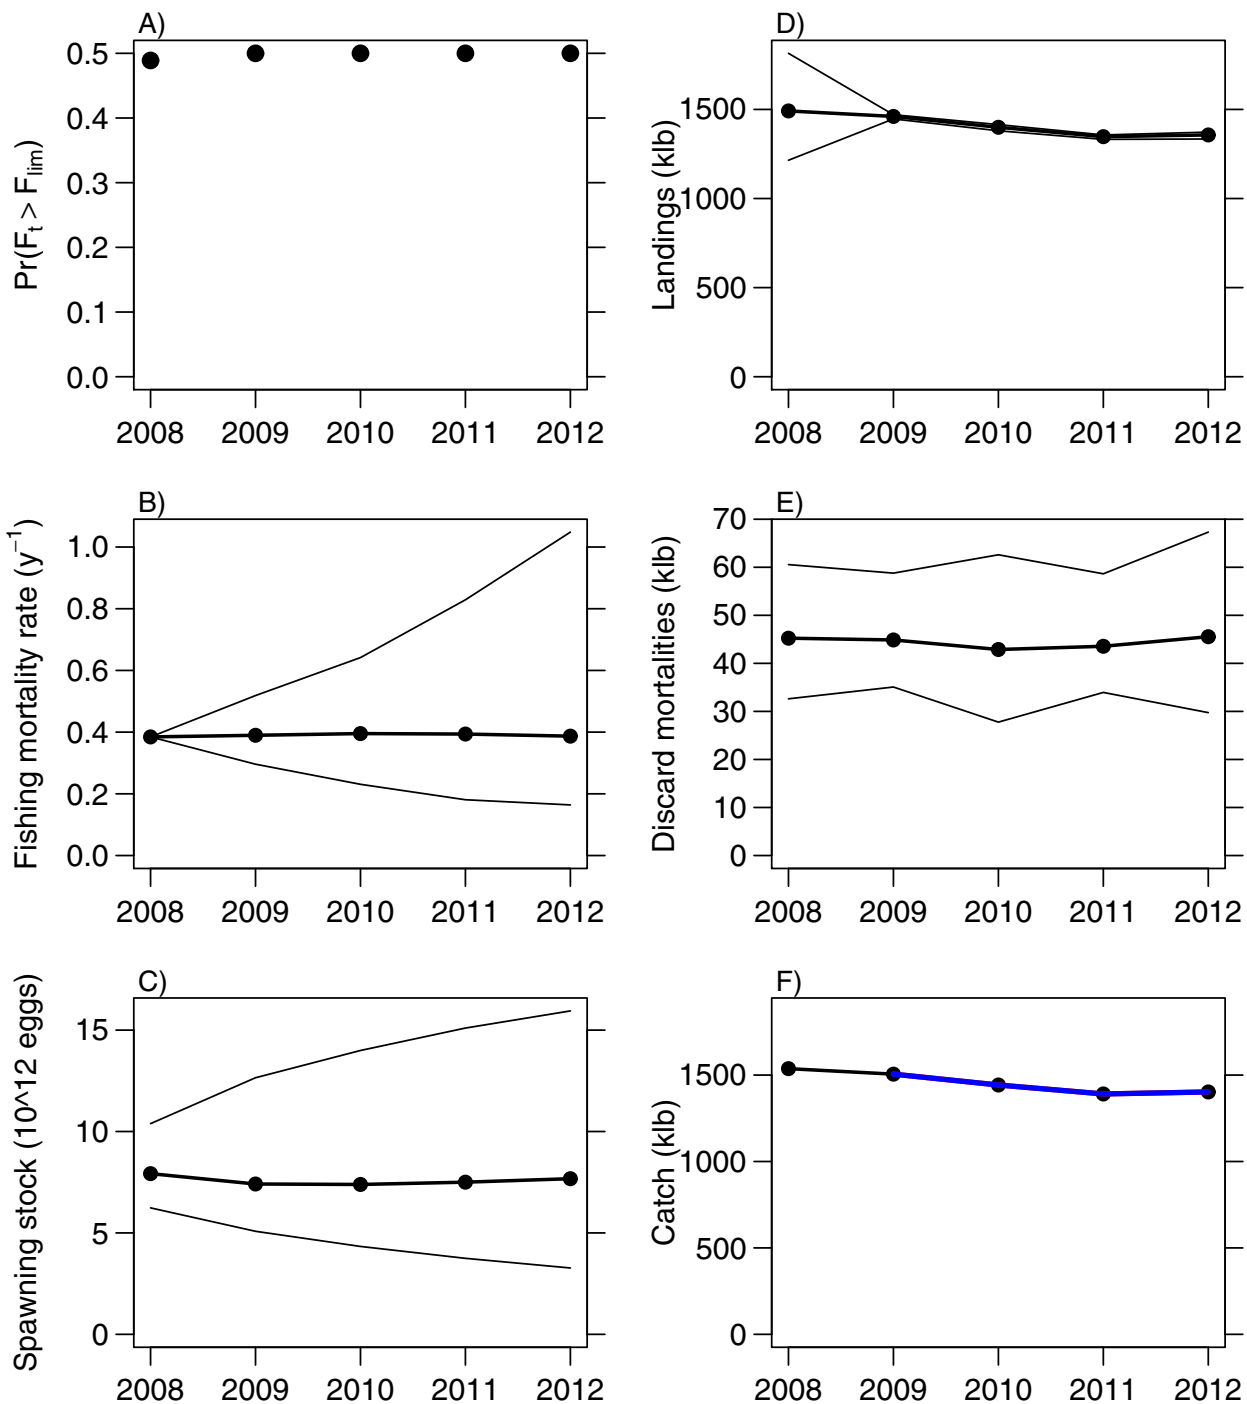 A)
Pr(Ft > Flim)
0.5
0.4
0.3
0.2
0.1
0.0
2008 2009 2010 2011 2012
D)
Landings (klb)
1500
1000
500
0
2008 2009 2010 2011 2012
B)
Fishing mortality rate (y−1)
1.0
0.8
0.6
0.4
0.2
0.0
2008 2009 2010 2011 2012
E)
Discard mortalities (klb)
70
60
50
40
30
20
10
0
2008 2009 2010 2011 2012
C)
Spawning stock (10^12 eggs)
15
10
5
0
2008 2009 2010 2011 2012
F)
Catch (klb)
1500
1000
500
0
2008 2009 2010 2011 2012